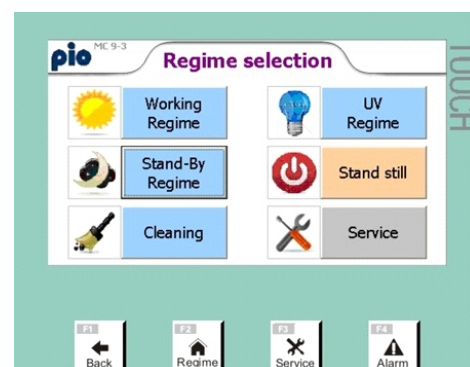 pio MC 9-3
Regime selection
TOUCH
Working
Regime
UV
Regime
Stand-By
Regime
Stand still
Cleaning
Service
F1
Back
F2
Regime
F3
Service
F4
Alarm